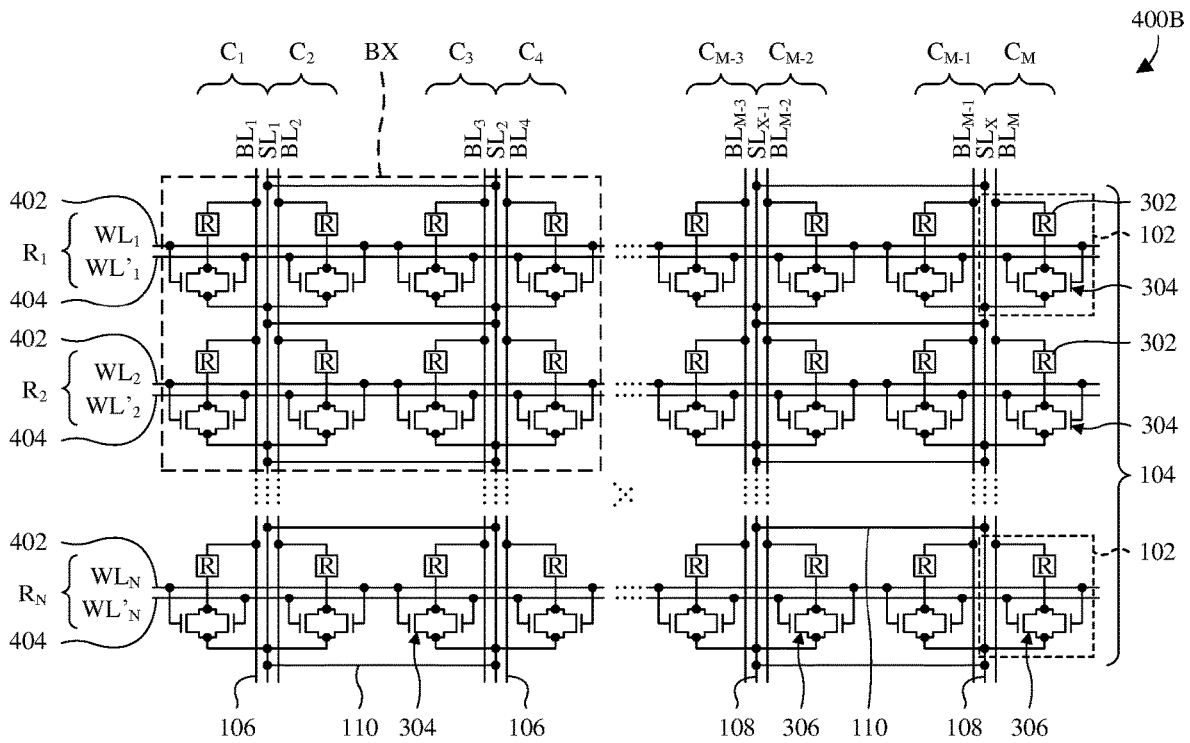 400B
C₁ C₂ BX C₃ C₄ Cₘ₋₃ Cₘ₋₂ Cₘ₋₁ Cₘ
BL₁ SL₁ BL₂ BL₃ SL₂ BL₄ BLₘ₋₃ SLₓ₋₁ BLₘ₋₂ BLₘ₋₁ SLₓ BLₘ
402
R R R R R R R R 302
R₁ WL₁ 102
WL'₁
404 304
402
R R R R R R R R 302
R₂ WL₂
WL'₂
404 304
104
402 102
R R R R R R R R
R_N WL_N
WL'_N
404
106 110 304 106 108 306 110 108 306